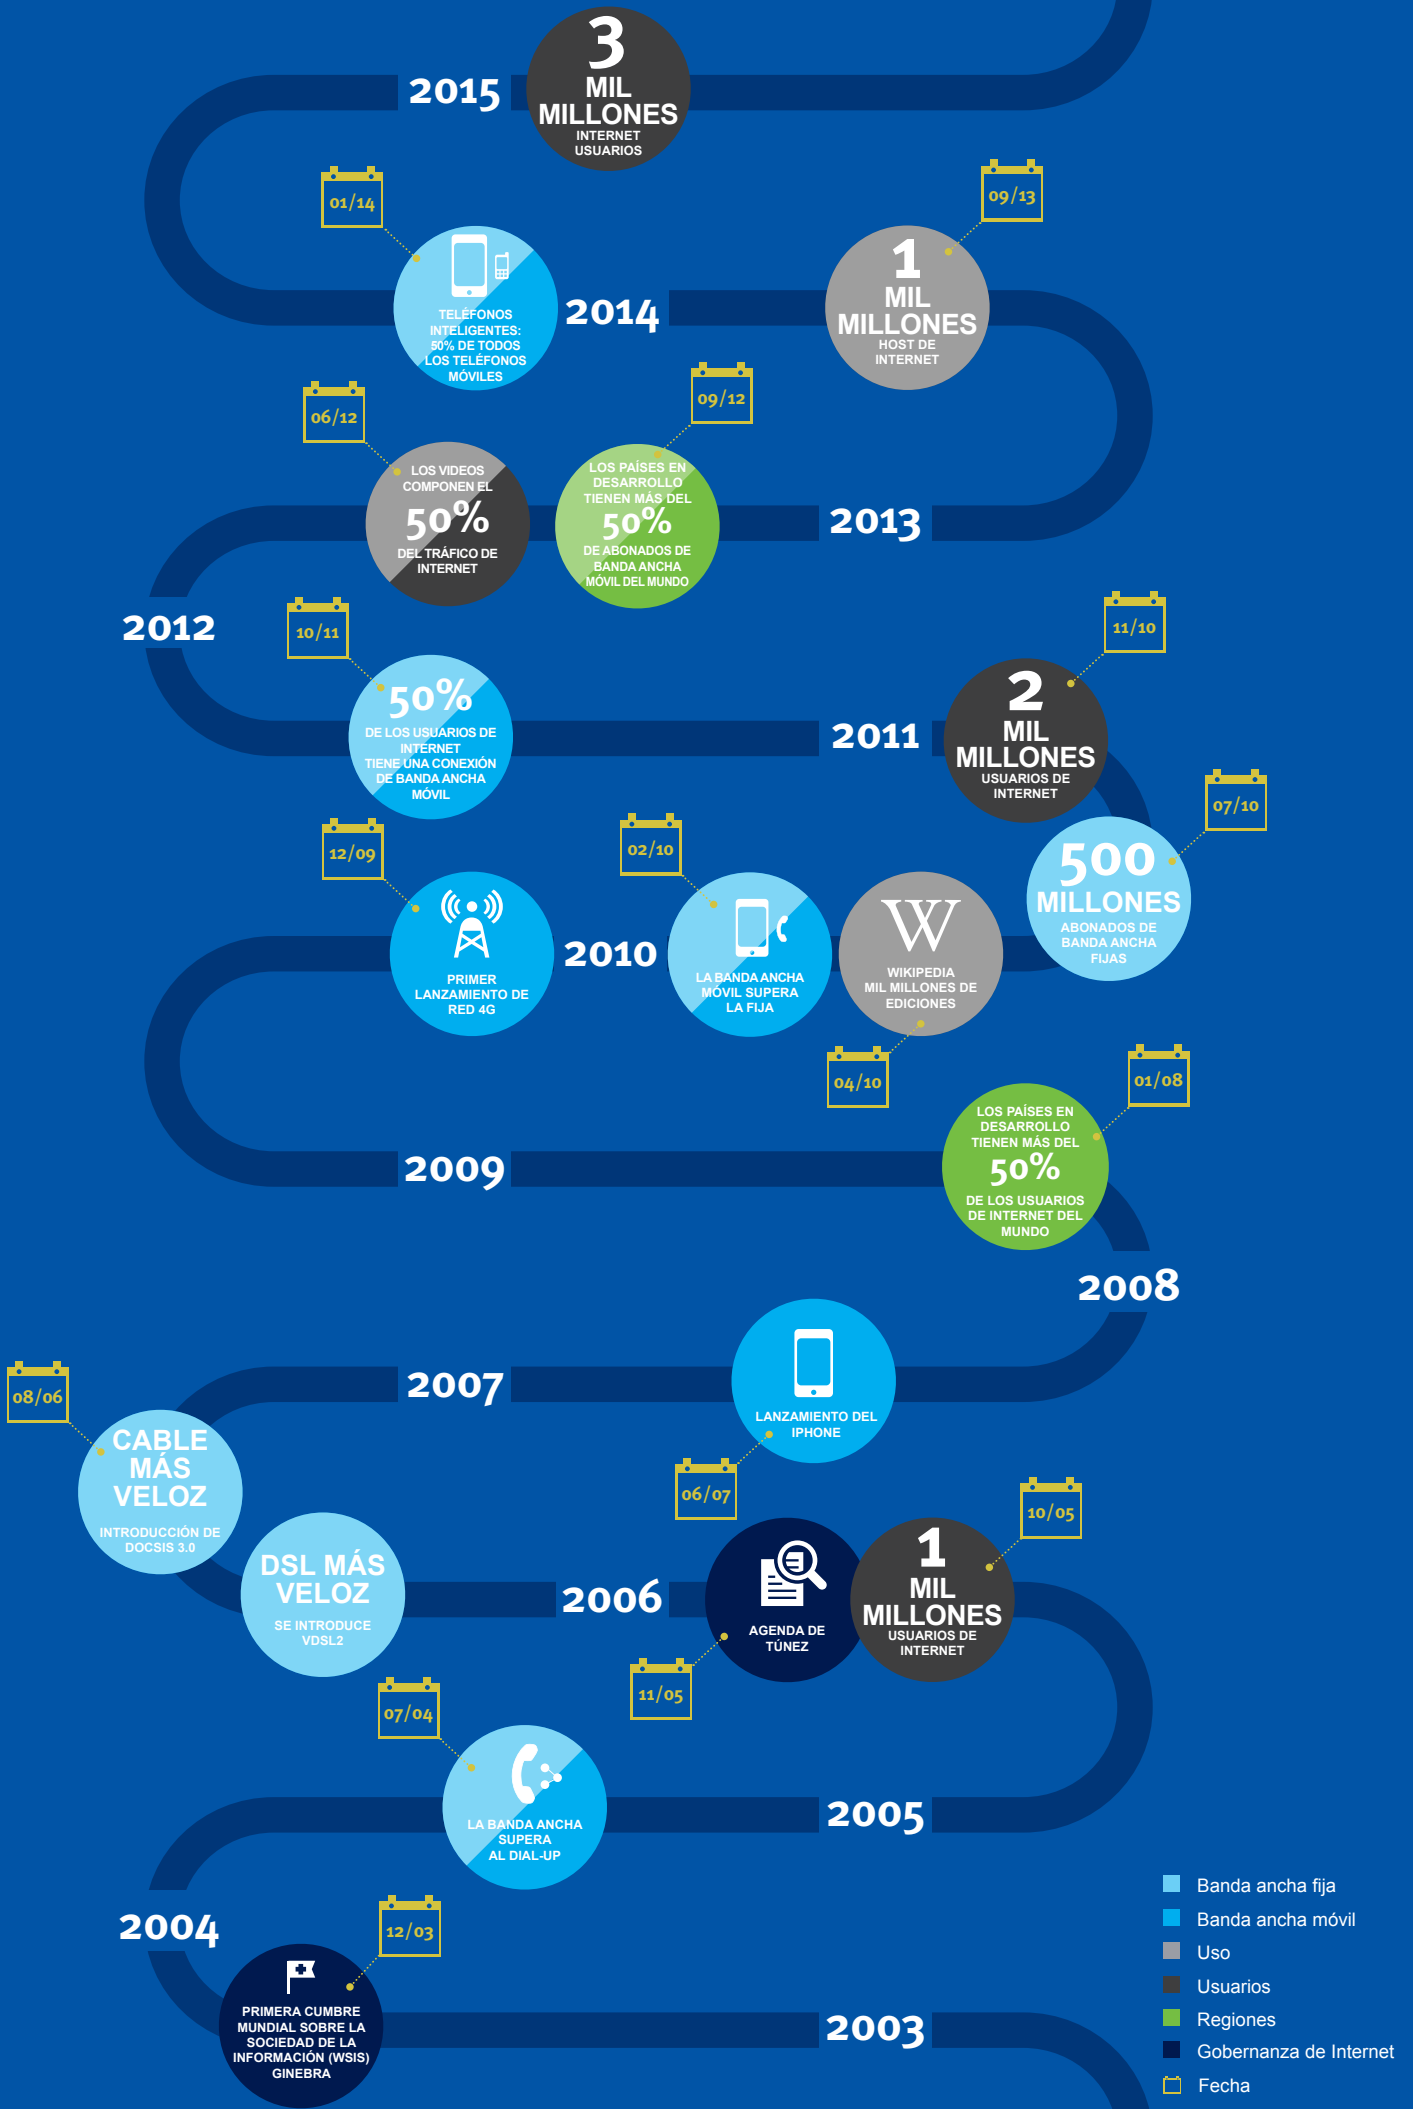 3
MIL
MILLONES
INTERNET
USUARIOS
2015
01/14
09/13
TELÉFONOS
INTELIGENTES:
50% DE TODOS
LOS TELÉFONOS
MÓVILES
2014
1
MIL
MILLONES
HOST DE
INTERNET
06/12
09/12
LOS VIDEOS
COMPONEN EL
50%
DEL TRÁFICO DE
INTERNET
LOS PAÍSES EN
DESARROLLO
TIENEN MÁS DEL
50%
DE ABONADOS DE
BANDA ANCHA
MÓVIL DEL MUNDO
2013
2012
10/11
11/10
50%
DE LOS USUARIOS DE
INTERNET
TIENE UNA CONEXIÓN
DE BANDA ANCHA
MÓVIL
2011
2
MIL
MILLONES
USUARIOS DE
INTERNET
07/10
500
MILLONES
ABONADOS DE
BANDA ANCHA
FIJAS
12/09
02/10
PRIMER
LANZAMIENTO DE
RED 4G
2010
LA BANDA ANCHA
MÓVIL SUPERA
LA FIJA
W
WIKIPEDIA
MIL MILLONES DE
EDICIONES
04/10
01/08
LOS PAÍSES EN
DESARROLLO
TIENEN MÁS DEL
50%
DE LOS USUARIOS
DE INTERNET DEL
MUNDO
2009
2008
2007
LANZAMIENTO DEL
IPHONE
06/07
08/06
CABLE
MÁS
VELOZ
INTRODUCCIÓN DE
DOCSIS 3.0
DSL MÁS
VELOZ
SE INTRODUCE
VDSL2
2006
AGENDA DE
TÚNEZ
11/05
10/05
1
MIL
MILLONES
USUARIOS DE
INTERNET
07/04
LA BANDA ANCHA
SUPERA
AL DIAL-UP
2005
2004
12/03
PRIMERA CUMBRE
MUNDIAL SOBRE LA
SOCIEDAD DE LA
INFORMACIÓN (WSIS)
GINEBRA
2003
Banda ancha fija
Banda ancha móvil
Uso
Usuarios
Regiones
Gobernanza de Internet
Fecha